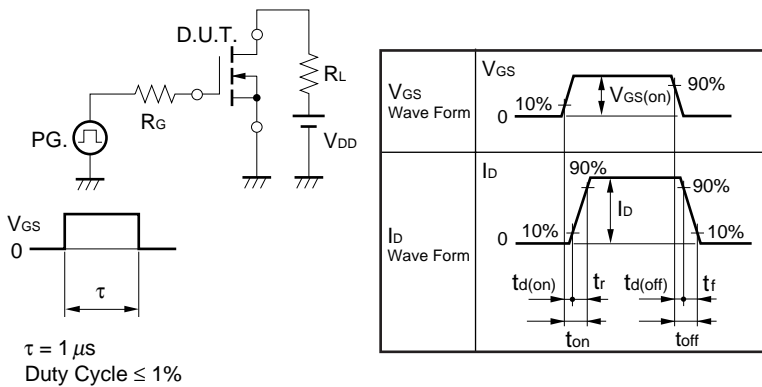 D.U.T.
RL
RG
PG.
VDD
VGS
0
τ
τ = 1 μs
Duty Cycle ≤ 1%
VGS
Wave Form
VGS
10%
0
VGS(on)
90%
ID
Wave Form
ID
90%
90%
ID
10%
0
10%
td(on) tr td(off) tf
ton toff